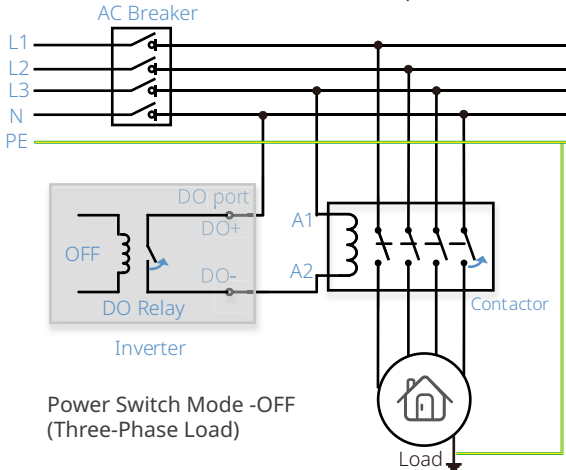 AC Breaker
L1
L2
L3
N
PE
DO port
DO+
A1
OFF
DO-
A2
DO Relay
Contactor
Inverter
Power Switch Mode -OFF
(Three-Phase Load)
Load